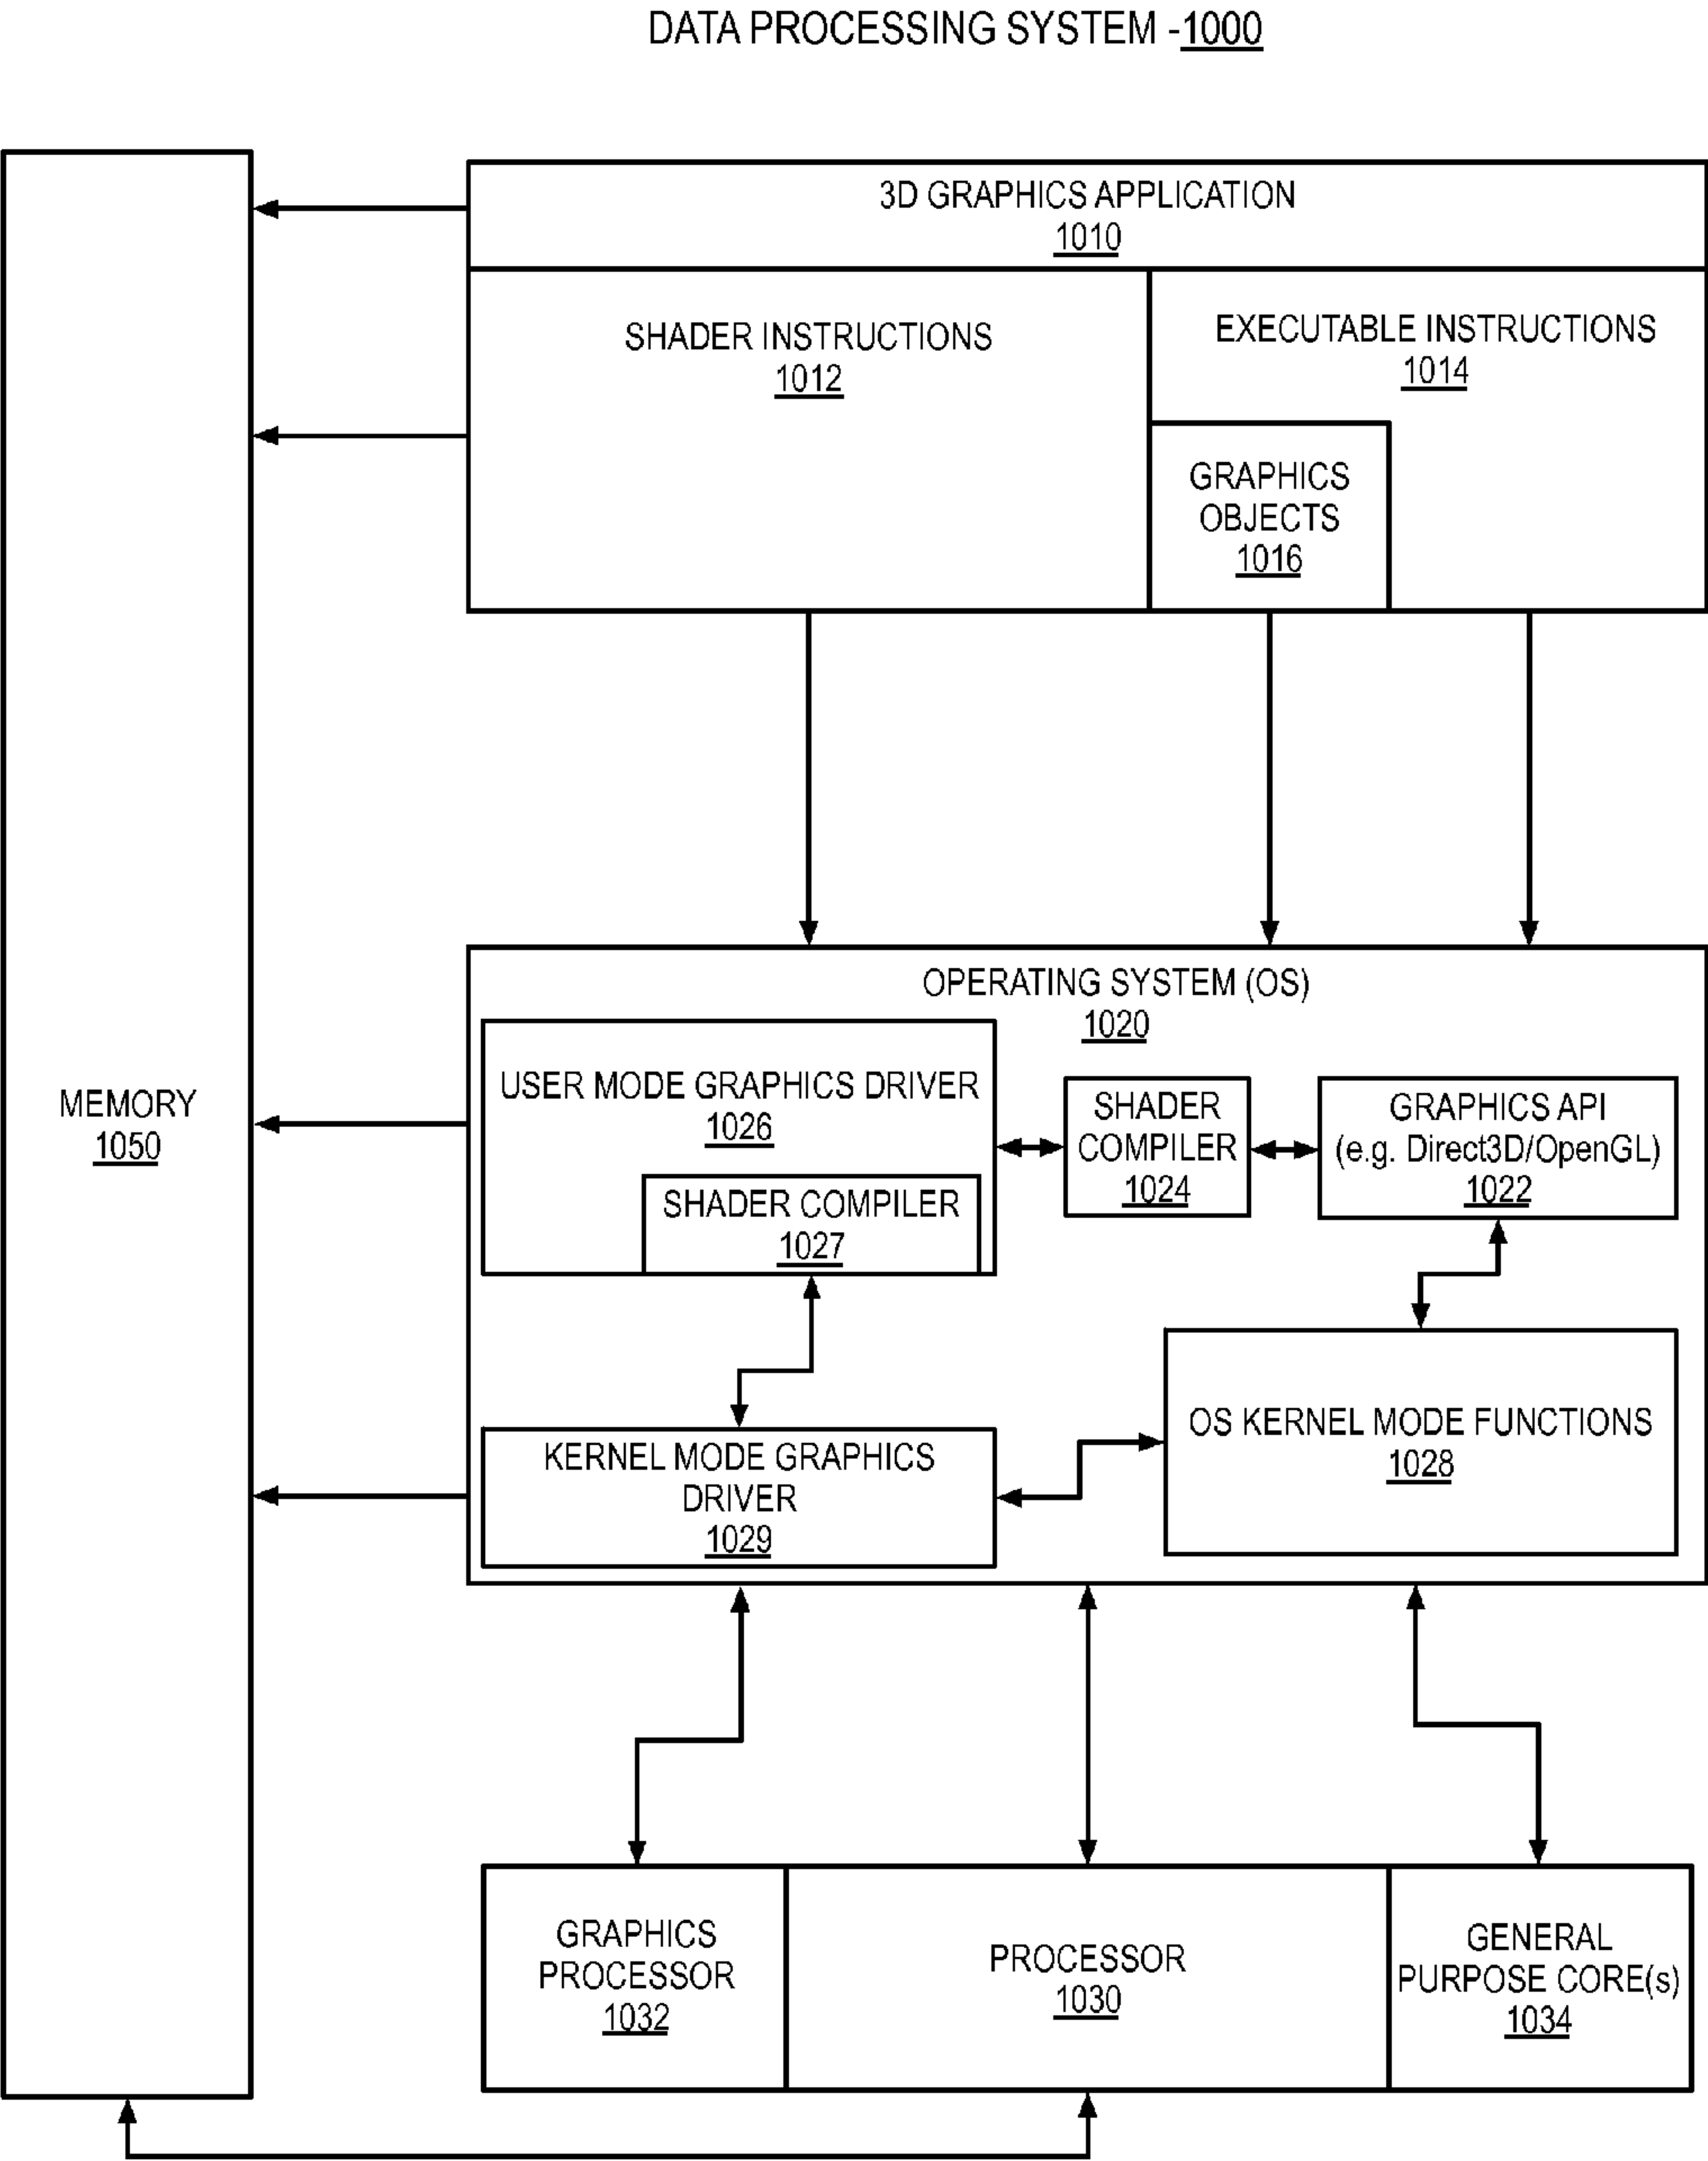 DATA PROCESSING SYSTEM -1000
3D GRAPHICS APPLICATION
1010
SHADER INSTRUCTIONS
1012
EXECUTABLE INSTRUCTIONS
1014
GRAPHICS
OBJECTS
1016
MEMORY
1050
OPERATING SYSTEM (OS)
1020
USER MODE GRAPHICS DRIVER
1026
SHADER COMPILER
1027
SHADER
COMPILER
1024
GRAPHICS API
(e.g. Direct3D/OpenGL)
1022
KERNEL MODE GRAPHICS
DRIVER
1029
OS KERNEL MODE FUNCTIONS
1028
GRAPHICS
PROCESSOR
1032
PROCESSOR
1030
GENERAL
PURPOSE CORE(s)
1034